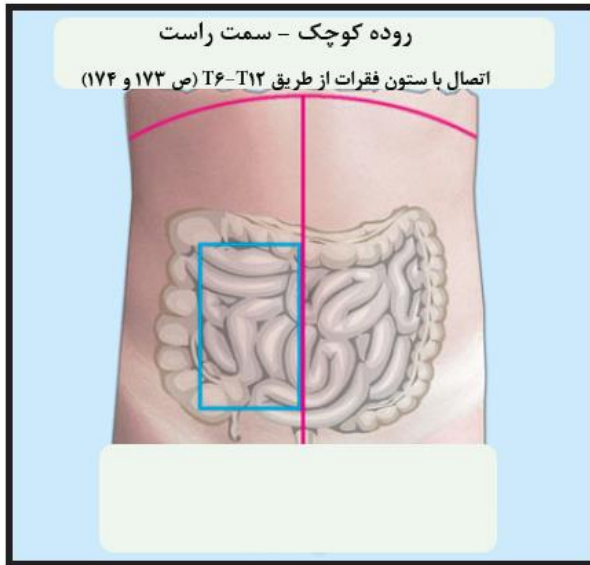 روده کوچک – سمت راست
اتصال با ستون فقرات از طریق T۶–T۱۲ (ص ۱۷۳ و ۱۷۴)